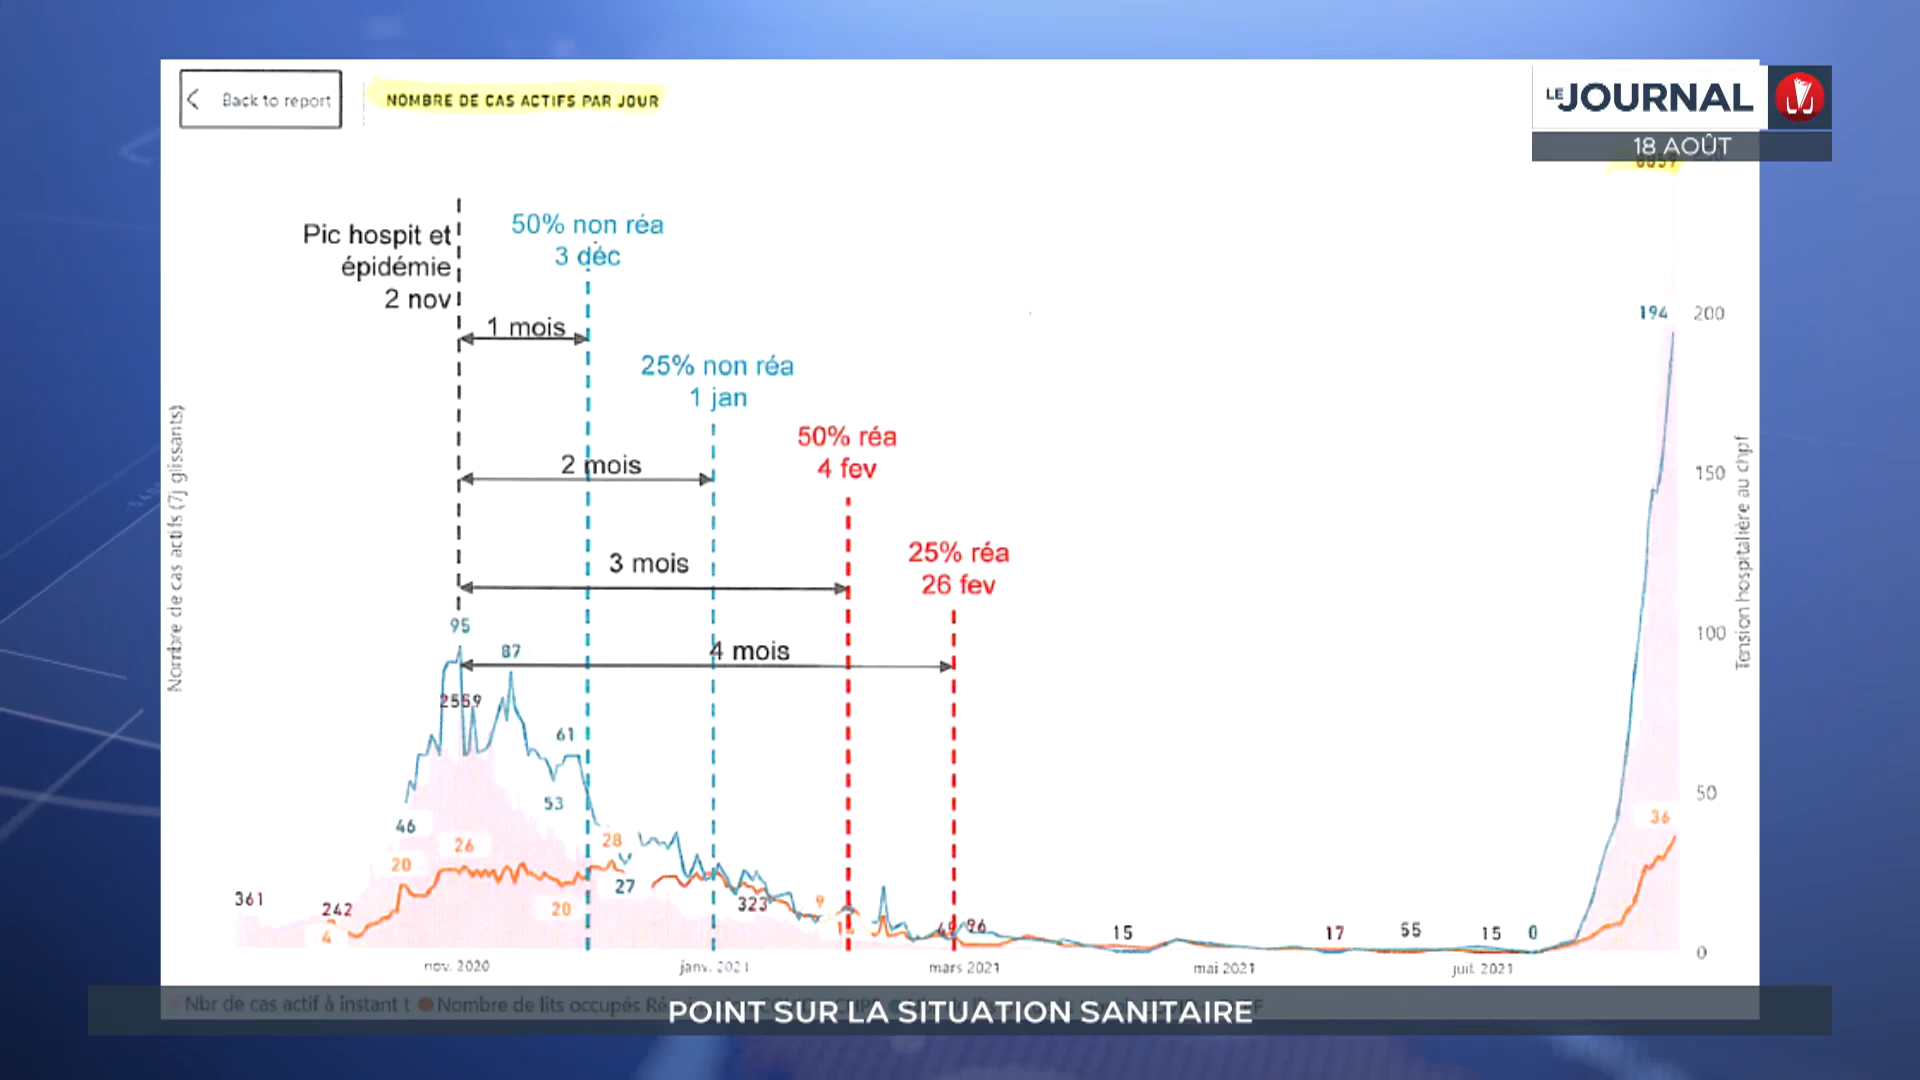 Back to report
NOMBRE DE CAS ACTIFS PAR JOUR
LE JOURNAL
18 AOÛT
Pic hospit et
épidémie
2 nov
50% non réa
3 déc
1 mois
25% non réa
1 jan
2 mois
50% réa
4 fev
3 mois
25% réa
26 fev
4 mois
194
200
150
100
50
0
Nombre de cas actifs (7j glissants)
Tension hospitalière au chpf
95
87
2559
61
53
46
26
28
20
27
20
36
361
242
4
323
9
96
15
17
55
15
0
nov. 2020
janv. 2021
mars 2021
mai 2021
juil. 2021
Nbr de cas actif à instant t
Nombre de lits occupés
POINT SUR LA SITUATION SANITAIRE